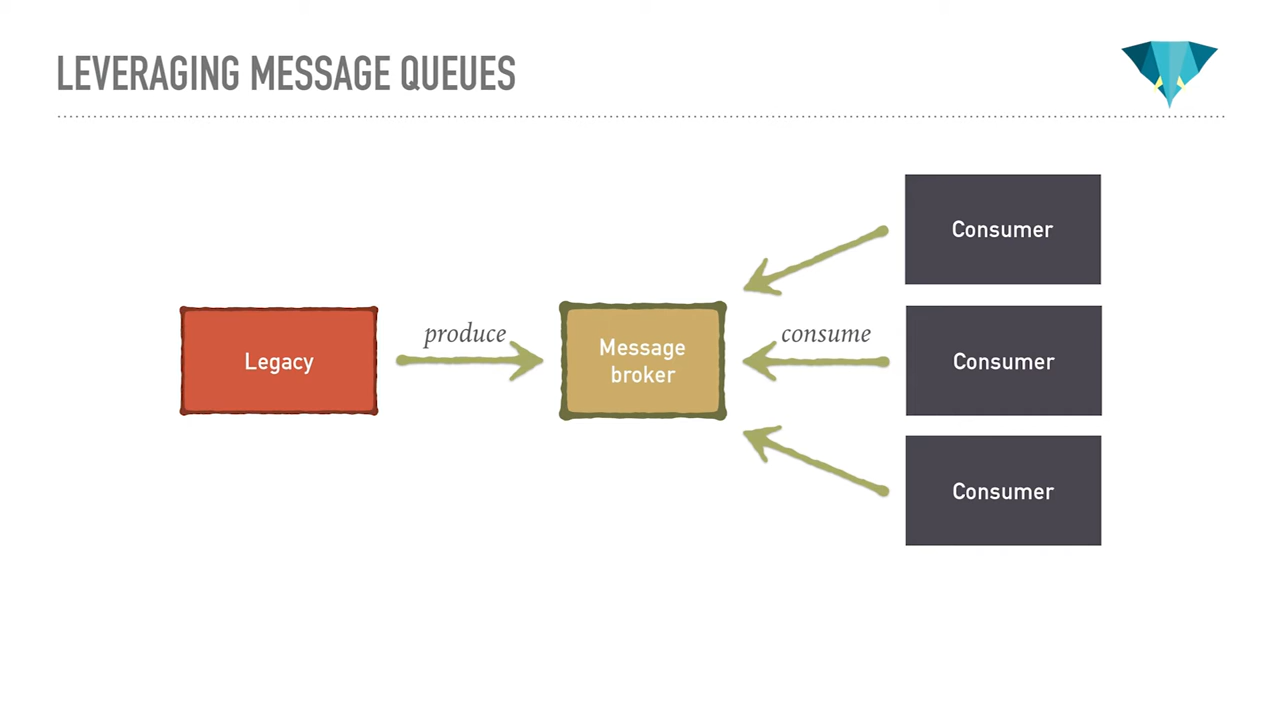 LEVERAGING MESSAGE QUEUES
Legacy
produce
Message
broker
consume
Consumer
Consumer
Consumer